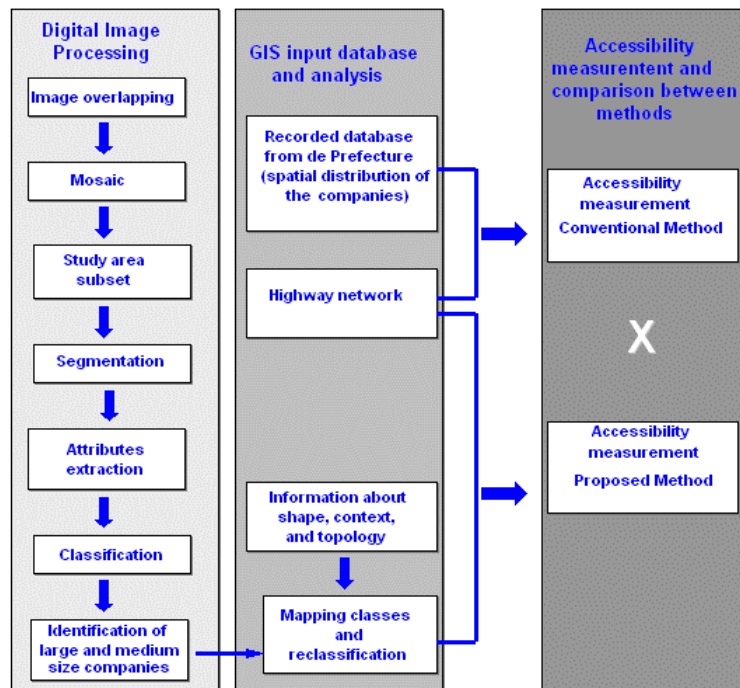 Digital Image
Processing
Image overlapping
Mosaic
Study area
subset
Segmentation
Attributes
extraction
Classification
Identification of
large and medium
size companies
GIS input database
and analysis
Recorded database
from de Prefecture
(spatial distribution of
the companies)
Highway network
Information about
shape, context,
and topology
Mapping classes
and
reclassification
Accessibility
measurentent and
comparison between
methods
Accessibility
measurement
Conventional Method
X
Accessibility
measurement
Proposed Method